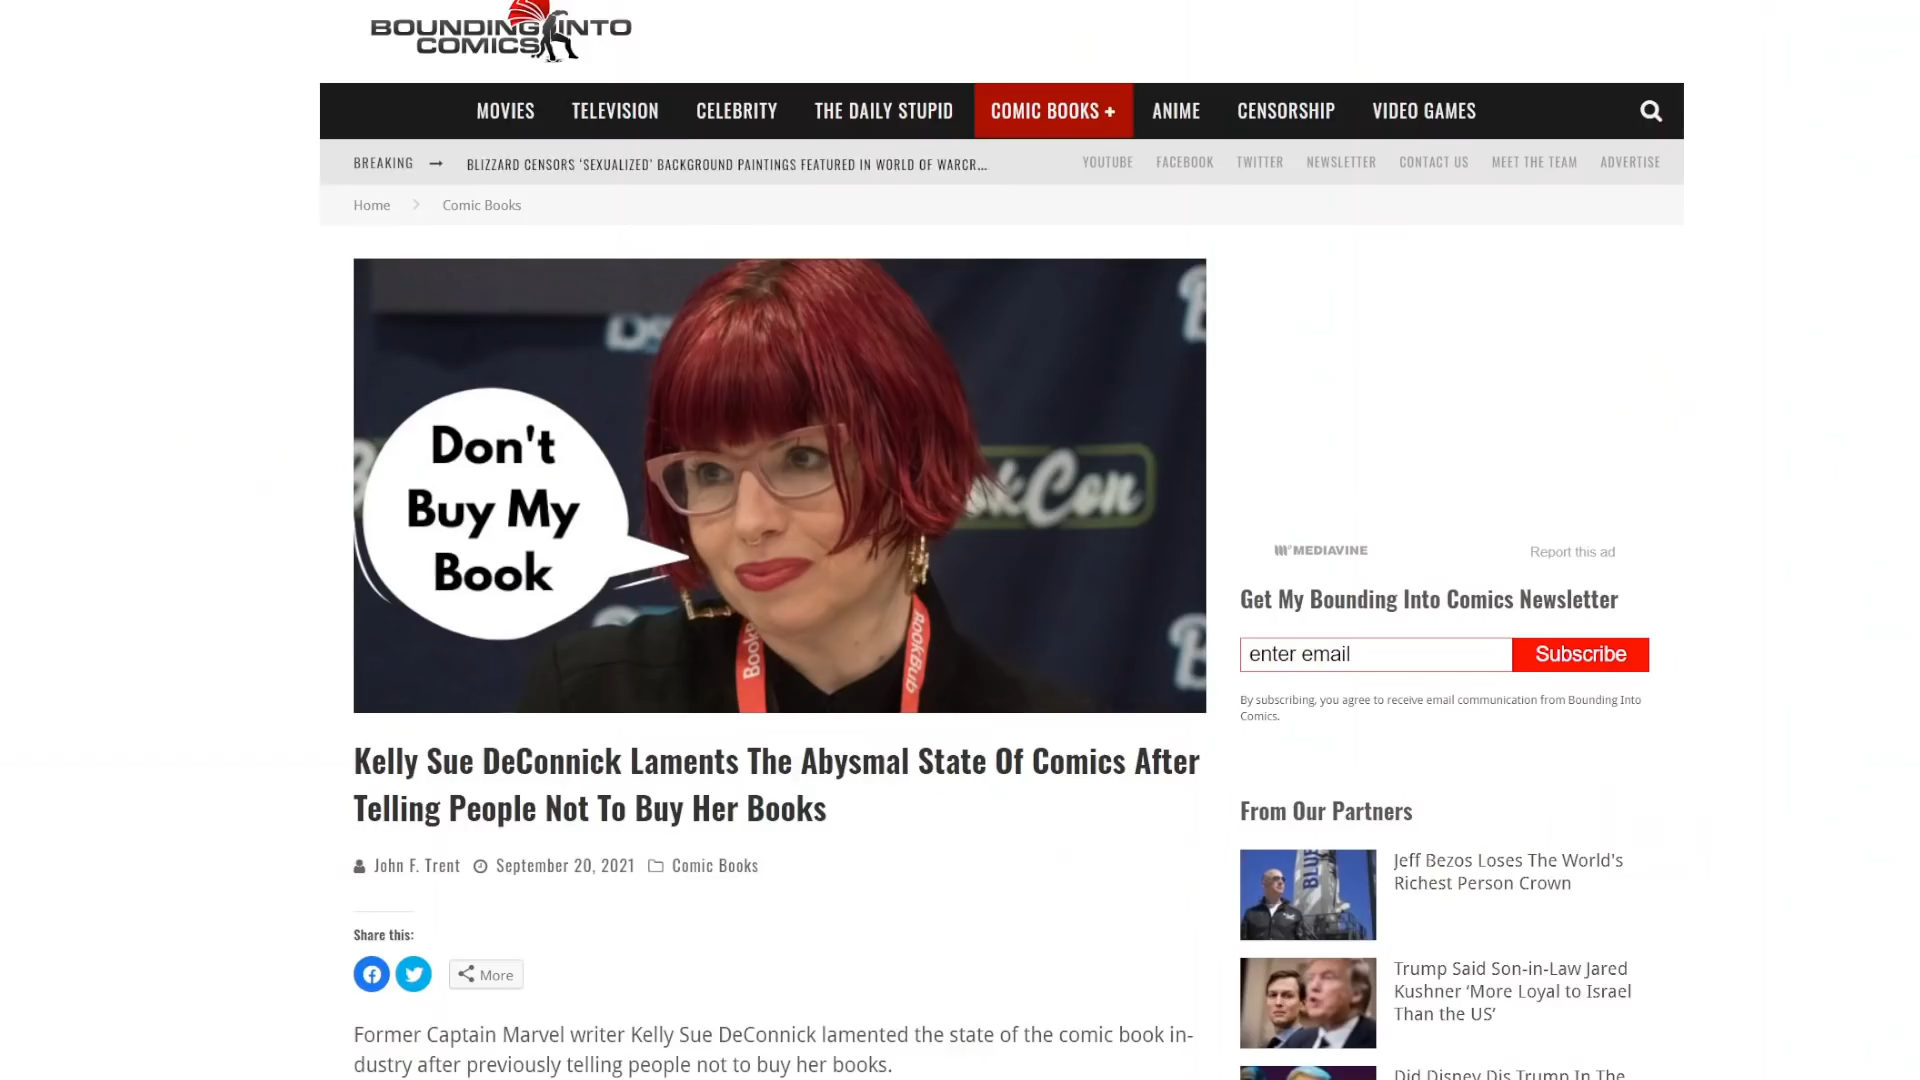 BOUNDING INTO
COMICS
MOVIES TELEVISION CELEBRITY THE DAILY STUPID COMIC BOOKS + ANIME CENSORSHIP VIDEO GAMES
BREAKING → BLIZZARD CENSORS ‘SEXUALIZED’ BACKGROUND PAINTINGS FEATURED IN WORLD OF WARCR... YOUTUBE FACEBOOK TWITTER NEWSLETTER CONTACT US MEET THE TEAM ADVERTISE
Home > Comic Books
Don't
Buy My
Book
kCon
Book
BookBub
MEDIAVINE Report this ad
Get My Bounding Into Comics Newsletter
enter email Subscribe
By subscribing, you agree to receive email communication from Bounding Into
Comics.
Kelly Sue DeConnick Laments The Abysmal State Of Comics After
Telling People Not To Buy Her Books
John F. Trent September 20, 2021 Comic Books
Share this:
More
Former Captain Marvel writer Kelly Sue DeConnick lamented the state of the comic book in-
dustry after previously telling people not to buy her books.
From Our Partners
BLUE
Jeff Bezos Loses The World's
Richest Person Crown
Trump Said Son-in-Law Jared
Kushner ‘More Loyal to Israel
Than the US’
Did Disney Dis Trump In The